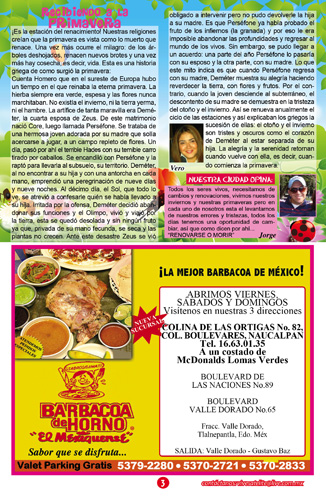 Recibiendo a la
Primavera
¡Es la estación del renacimiento! Nuestras religiones
crean que la primavera es vista como la muerte que
renace. Una vez más ocurre el milagro: de los ár-
boles deshojados, renacen nuevos brotes y una vez
más hay cosecha, es decir, vida. Esta es una historia
griega de como surgió la primavera:
Cuenta Homero que en el sureste de Europa hubo
un tiempo en el que reinaba la eterna primavera. La
hierba siempre era verde, espesa y las flores nunca
marchitaban. No existía el invierno, ni la tierra yerma,
ni el hambre. La artífice de tanta maravilla era Demé-
ter, la cuarta esposa de Zeus. De este matrimonio
nació Core, luego llamada Perséfone. Se trataba de
una hermosa joven adorada por su madre que solía
acercarse a jugar, a un campo repleto de flores. Un
día, pasó por allí el terrible Hades con su temible carro
tirado por caballos. Se encaprichó con Perséfone y la
raptó para llevarla al subsuelo, su territorio. Deméter,
al no encontrar a su hija y con una antorcha en cada
mano, emprendió una peregrinación de nueve días
y nueve noches. Al décimo día, el Sol, que todo lo
ve, se atrevió a confesarle quién se había llevado a
su hija. Irritada por la ofensa, Deméter decidió aban-
donar sus funciones y el Olimpo, vivió y viajó por
tierra, esta se quedó desolada y sin ningún fruto
ya que, privada de su mano fecunda, se seca y las
plantas no crecen. Ante este desastre Zeus se vio
obligado a intervenir pero no pudo devolverle la hija
a su madre. Es que Perséfone ya había probado el
fruto de los infiernos (la granada) y por eso le era
imposible abandonar las profundidades y regresar al
mundo de los vivos. Sin embargo, se pudo llegar a
un acuerdo: una parte del año Perséfone lo pasaría
con su esposo y la otra parte, con su madre. Lo que
este mito indica es que cuando Perséfone regresa
con su madre, Deméter muestra su alegría haciendo
reverdecer la tierra, con flores y frutos. Por el con-
trario, cuando la joven desciende al subterráneo, el
descontento de su madre se demuestra en la tristeza
del otoño y el invierno. Así se renueva anualmente el
ciclo de las estaciones y así explicaban los griegos la
sucesión de ellas: el otoño y el invierno
son tristes y oscuros como el corazón
de Deméter al estar separada de su
hija. La alegría y la serenidad retornan
cuando vuelve con ella, es decir, cuan-
do comienza la primavera
Vero
NUESTRA CIUDAD OPINA
Todos los seres vivos, necesitamos de
cambios y renovaciones, vivimos nuestros
inviernos y nuestras primaveras pero en
cada uno de nosotros esta el levantarnos de
nuestros errores y tristezas, todos los
días tenemos una oportunidad de cam-
biar, así que como dicen por ahí...
"RENOVARSE O MORIR"
Jorge
¡LA MEJOR BARBACOA DE MÉXICO!
NUEVA
SUCURSAL
ABRIMOS VIERNES,
SÁBADOS Y DOMINGOS
Visítenos en nuestras 3 direcciones
COLINA DE LAS ORTIGAS No. 82,
COL. BOULEVARES, NAUCALPAN
Tel. 16.63.01.35
A un costado de
McDonalds Lomas Verdes
BOULEVARD DE
LAS NACIONES No.89
BOULEVARD
VALLE DORADO No.65
Fracc. Valle Dorado,
Tlalnepantla, Edo. Méx
SALIDA: Valle Dorado - Gustavo Baz
BARBACOA
de HORNO
"El Mexiquense"
Sabor que se disfruta...
Valet Parking Gratis 5379-2280 • 5370-2721 • 5370-2833
3